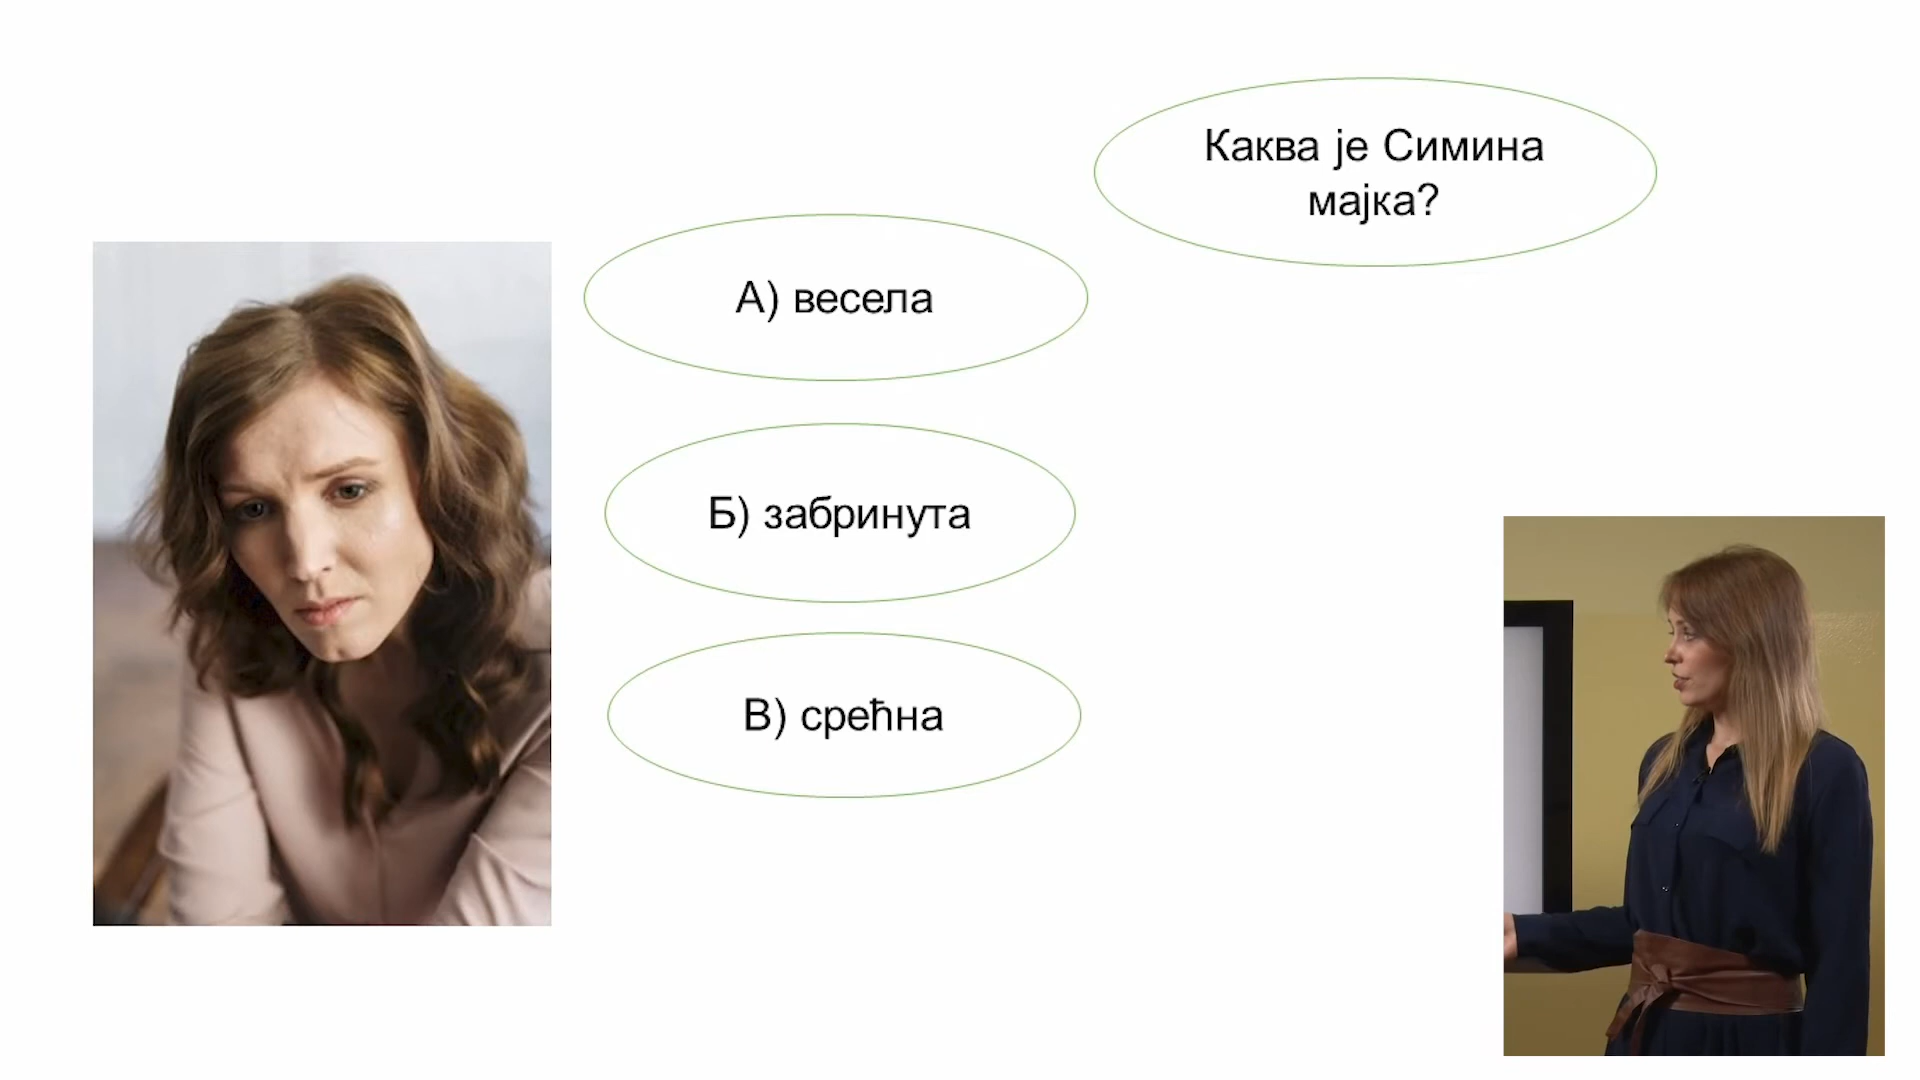 Каква је Симина
мајка?
А) весела
Б) забринута
В) срећна